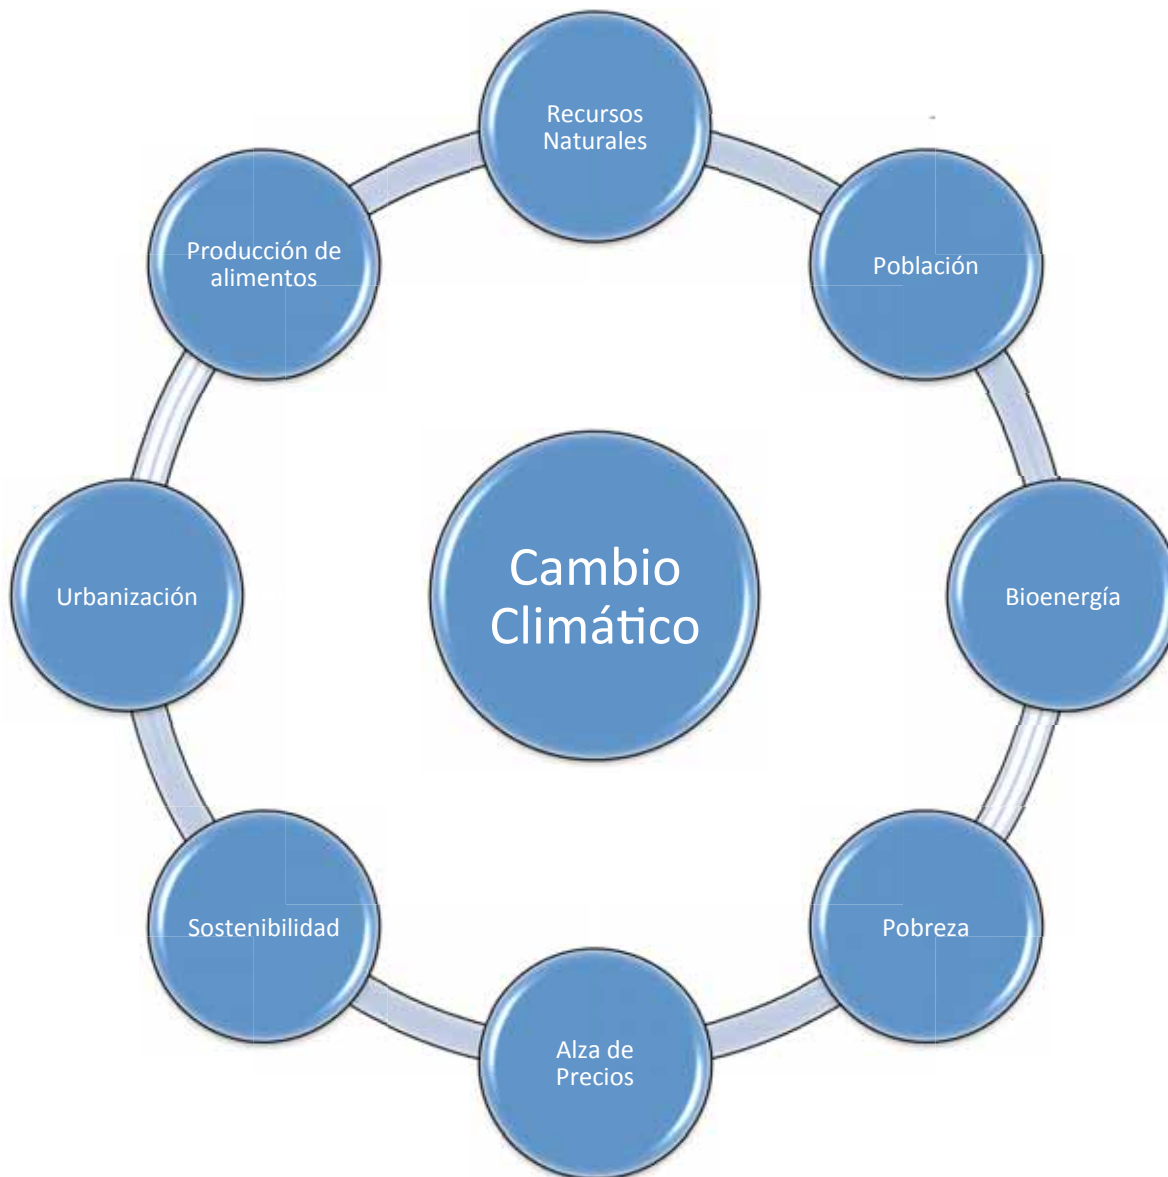 Recursos
Naturales
Población
Bioenergía
Pobreza
Alza de
Precios
Sostenibilidad
Urbanización
Producción de
alimentos
Cambio
Climático